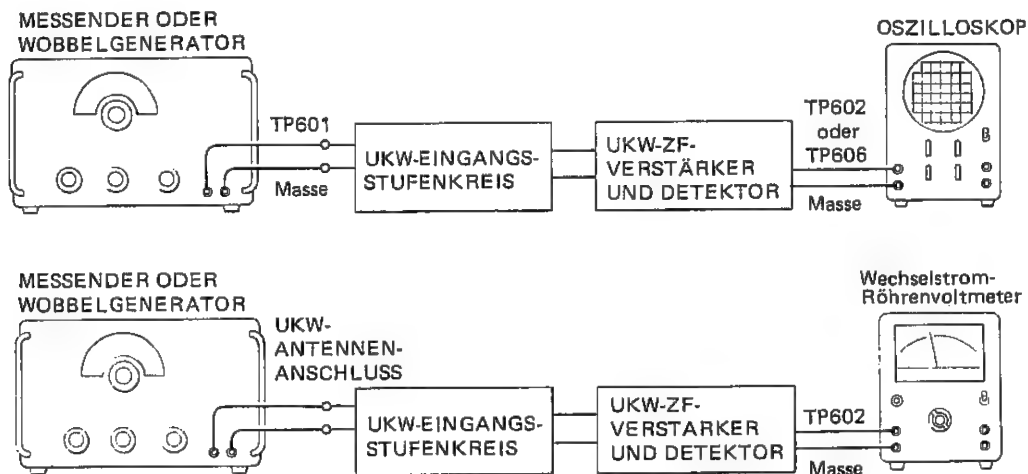 MESSENDER ODER
WOBBELGENERATOR
OSZILLOSKOP
TP601
Masse
UKW-EINGANGS-
STUFENKREIS
UKW-ZF-
VERSTÄRKER
UND DETEKTOR
TP602
oder
TP606
Masse
MESSENDER ODER
WOBBELGENERATOR
UKW-
ANTENNEN-
ANSCHLUSS
UKW-EINGANGS-
STUFENKREIS
UKW-ZF-
VERSTARKER
UND DETEKTOR
Wechselstrom-
Röhrenvoltmeter
TP602
Masse